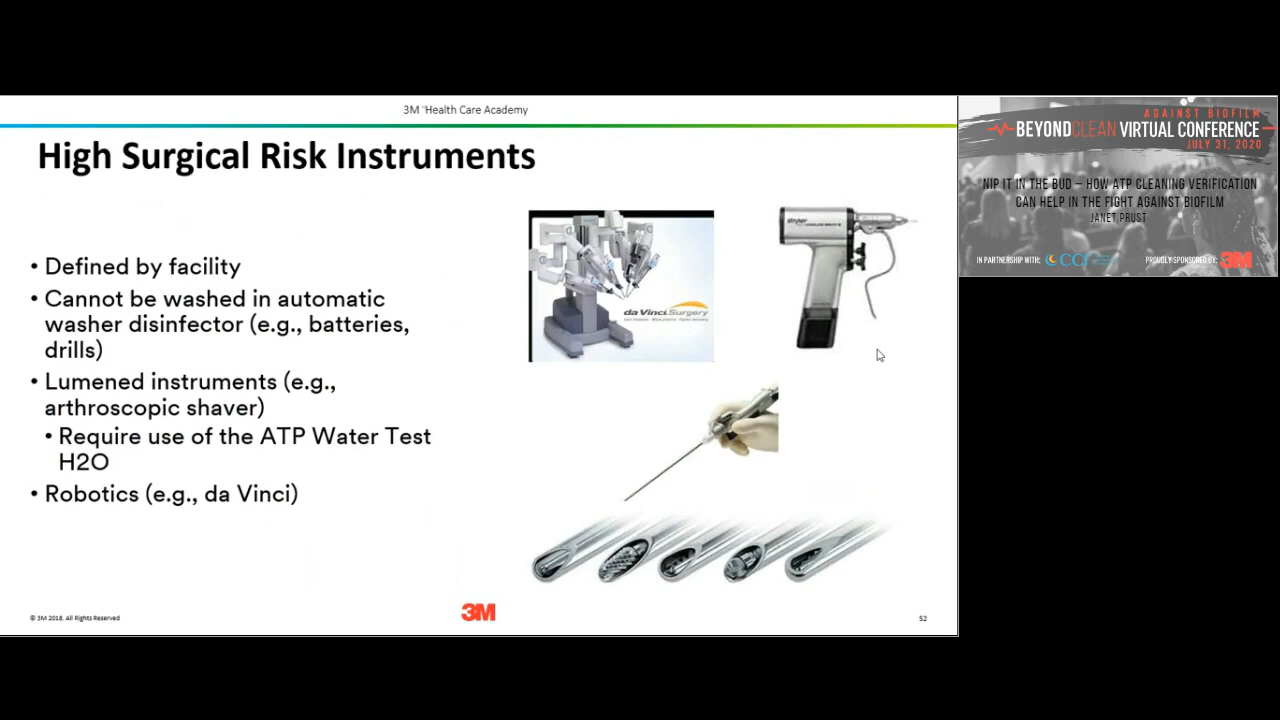 3M ™Health Care Academy
High Surgical Risk Instruments
• Defined by facility
• Cannot be washed in automatic
washer disinfector (e.g., batteries,
drills)
• Lumened instruments (e.g.,
arthroscopic shaver)
• Require use of the ATP Water Test
H2O
• Robotics (e.g., da Vinci)
da Vinci.Surgery
stryker
© 3M 2018. All Rights Reserved
3M
52
AGAINST BIOFILM
BEYONDCLEAN VIRTUAL CONFERENCE
JULY 31, 2020
NIP IT IN THE BUD – HOW ATP CLEANING VERIFICATION
CAN HELP IN THE FIGHT AGAINST BIOFILM
JANET PRUST
IN PARTNERSHIP WITH:
PROUDLY SPONSORED BY: 3M